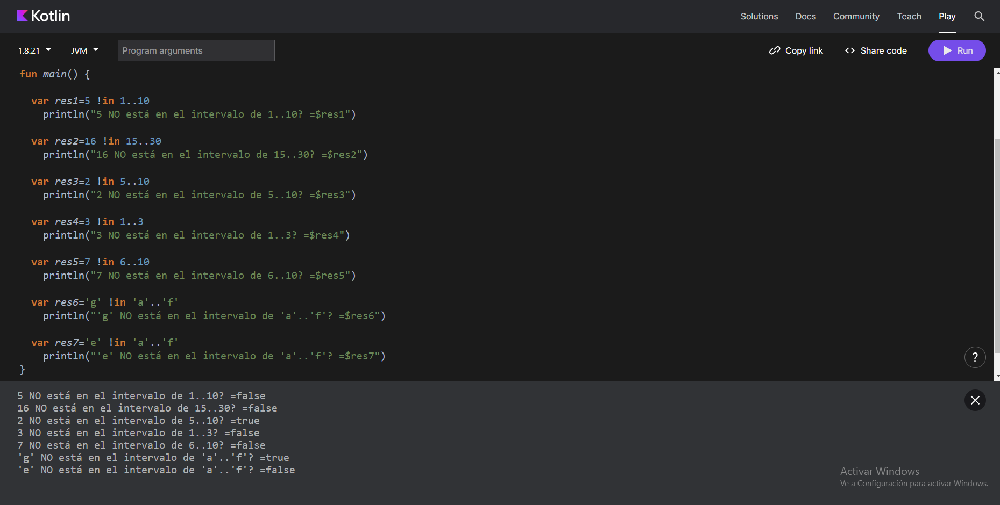 Kotlin
Solutions Docs Community Teach Play
1.8.21 JVM Program arguments Copy link <> Share code Run
fun main() {
  var res1=5 !in 1..10
    println("5 NO está en el intervalo de 1..10? =$res1")
  var res2=16 !in 15..30
    println("16 NO está en el intervalo de 15..30? =$res2")
  var res3=2 !in 5..10
    println("2 NO está en el intervalo de 5..10? =$res3")
  var res4=3 !in 1..3
    println("3 NO está en el intervalo de 1..3? =$res4")
  var res5=7 !in 6..10
    println("7 NO está en el intervalo de 6..10? =$res5")
  var res6='g' !in 'a'..'f'
    println("'g' NO está en el intervalo de 'a'..'f'? =$res6")
  var res7='e' !in 'a'..'f'
    println("'e' NO está en el intervalo de 'a'..'f'? =$res7")
}
?
5 NO está en el intervalo de 1..10? =false
16 NO está en el intervalo de 15..30? =false
2 NO está en el intervalo de 5..10? =true
3 NO está en el intervalo de 1..3? =false
7 NO está en el intervalo de 6..10? =false
'g' NO está en el intervalo de 'a'..'f'? =true
'e' NO está en el intervalo de 'a'..'f'? =false
Activar Windows
Ve a Configuración para activar Windows.